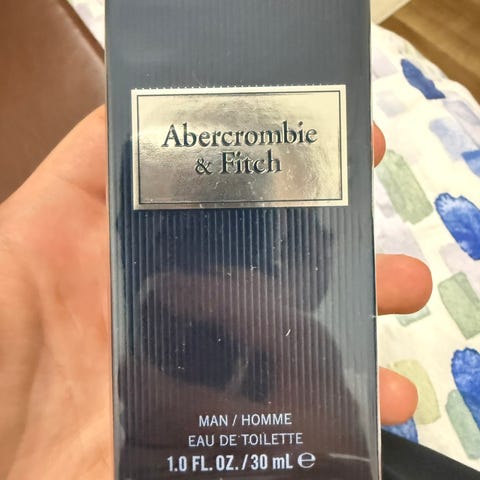 Abercrombie
& Fitch
MAN / HOMME
EAU DE TOILETTE
1.0 FL. OZ. / 30 mL ℮